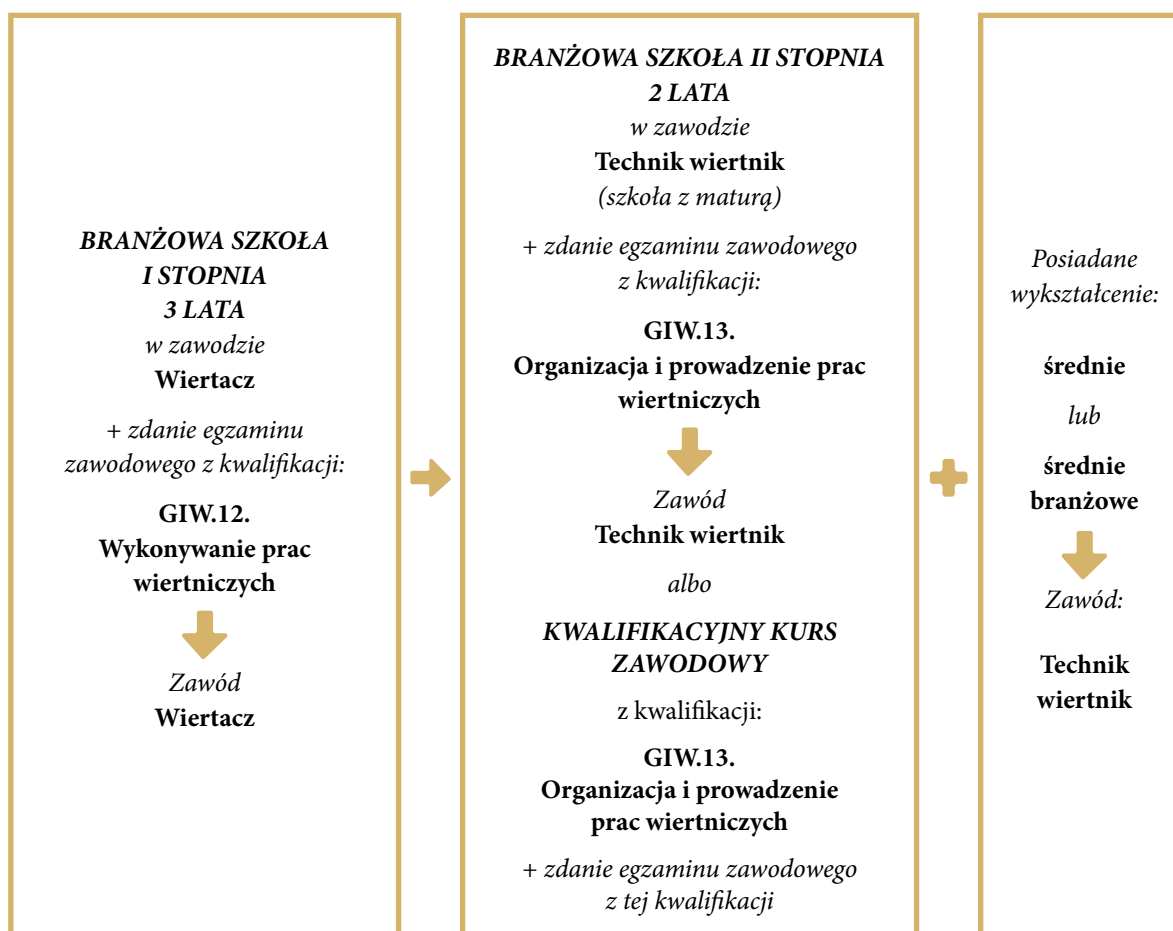 BRANŻOWA SZKOŁA
I STOPNIA
3 LATA
w zawodzie
Wiertacz
+ zdanie egzaminu
zawodowego z kwalifikacji:
GIW.12.
Wykonywanie prac
wiertniczych
Zawód
Wiertacz
BRANŻOWA SZKOŁA II STOPNIA
2 LATA
w zawodzie
Technik wiertnik
(szkoła z maturą)
+ zdanie egzaminu zawodowego
z kwalifikacji:
GIW.13.
Organizacja i prowadzenie prac
wiertniczych
Zawód
Technik wiertnik
albo
KWALIFIKACYJNY KURS
ZAWODOWY
z kwalifikacji:
GIW.13.
Organizacja i prowadzenie
prac wiertniczych
+ zdanie egzaminu zawodowego
z tej kwalifikacji
Posiadane
wykształcenie:
średnie
lub
średnie
branżowe
Zawód:
Technik
wiertnik